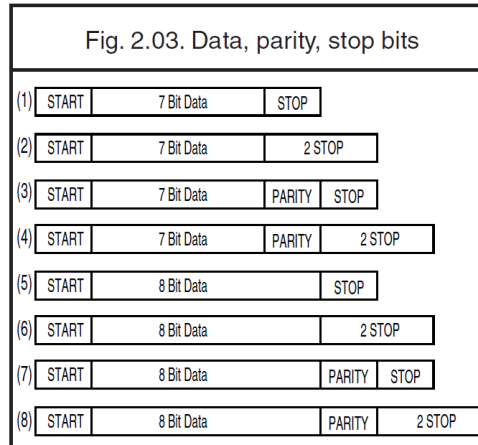 Fig. 2.03. Data, parity, stop bits
(1) START 7 Bit Data STOP
(2) START 7 Bit Data 2 STOP
(3) START 7 Bit Data PARITY STOP
(4) START 7 Bit Data PARITY 2 STOP
(5) START 8 Bit Data STOP
(6) START 8 Bit Data 2 STOP
(7) START 8 Bit Data PARITY STOP
(8) START 8 Bit Data PARITY 2 STOP